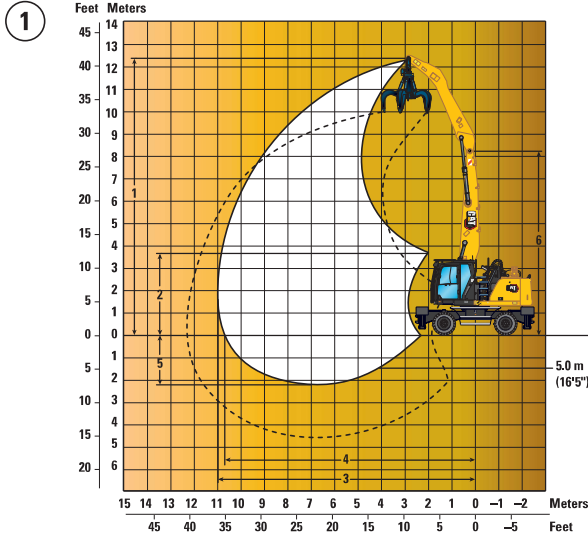 1
Feet Meters
45 40 35 30 25 20 15 10 5 0 5 10 15 20
14 13 12 11 10 9 8 7 6 5 4 3 2 1 0 1 2 3 4 5 6
1
2
5
6
CAT
CAT
5.0 m
(16'5")
4
3
15 14 13 12 11 10 9 8 7 6 5 4 3 2 1 0 –1 –2 Meters
45 40 35 30 25 20 15 10 5 0 –5 Feet